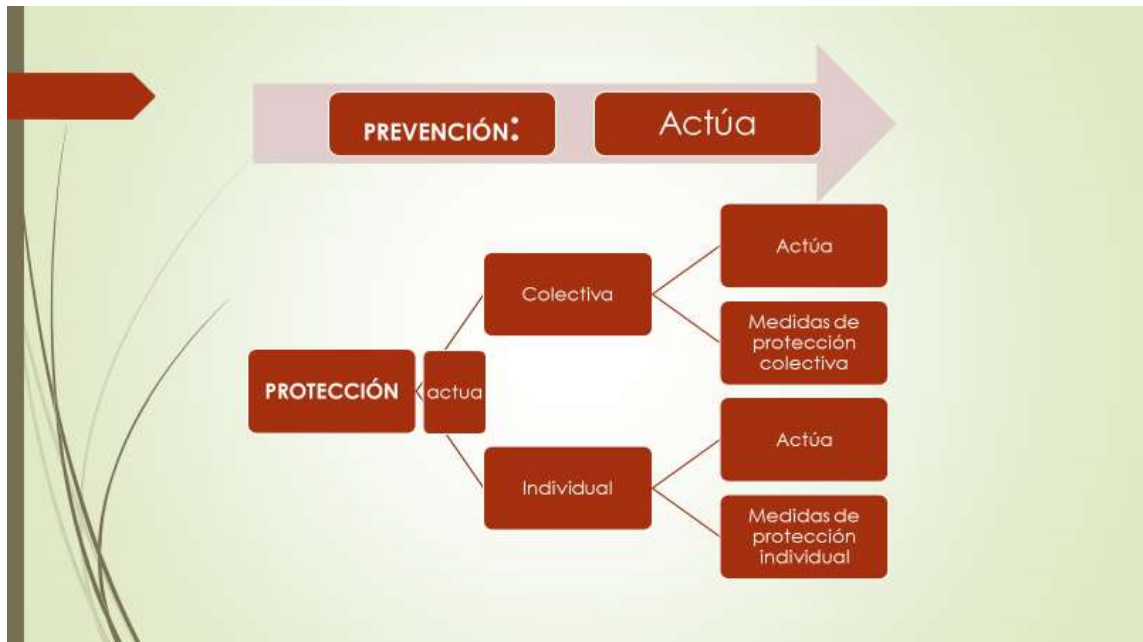 PREVENCIÓN:
Actúa
PROTECCIÓN
actua
Colectiva
Actúa
Medidas de
protección
colectiva
Individual
Actúa
Medidas de
protección
individual